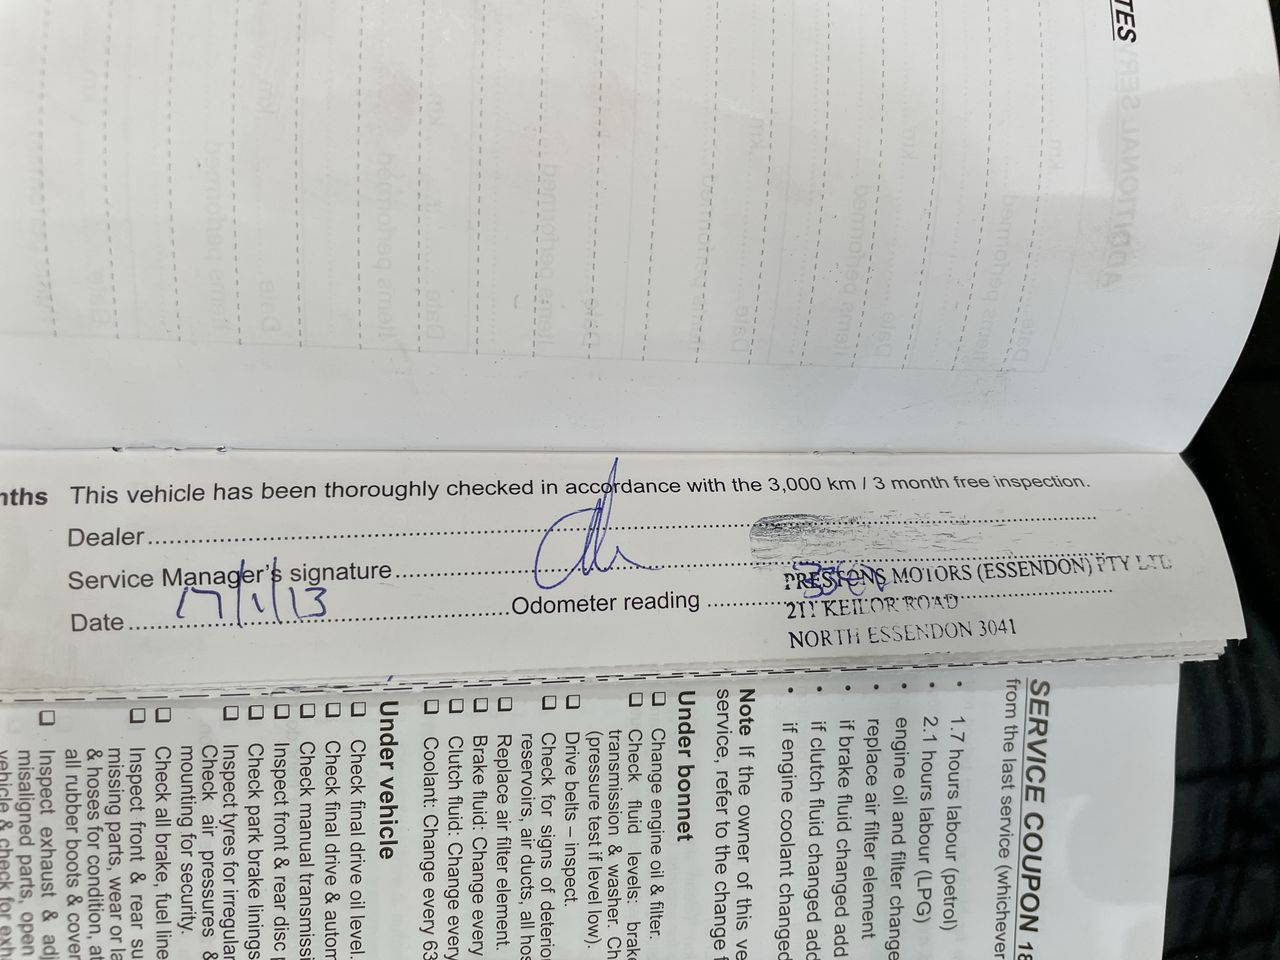 TES
nths This vehicle has been thoroughly checked in accordance with the 3,000 km / 3 month free inspection.
Dealer
Service Manager's signature
Date 17/1/13 Odometer reading
PRESTONS MOTORS (ESSENDON) PTY LTD
211 KEILOR ROAD
NORTH ESSENDON 3041
SERVICE COUPON 18
from the last service (whichever
• 1.7 hours labour (petrol)
• 2.1 hours labour (LPG)
• engine oil and filter change
• replace air filter element
• if brake fluid changed add
• if clutch fluid changed add
• if engine coolant changed
Note If the owner of this ve
service, refer to the change
Under bonnet
❑ Change engine oil & filter.
❑ Check fluid levels: brake
transmission & washer. Ch
(pressure test if level low).
❑ Drive belts – inspect.
❑ Check for signs of deterio
reservoirs, air ducts, all hos
❑ Replace air filter element.
❑ Brake fluid: Change every
❑ Clutch fluid: Change every
❑ Coolant: Change every 63
Under vehicle
❑ Check final drive oil level.
❑ Check final drive & autom
❑ Check manual transmissi
❑ Inspect front & rear disc
❑ Check park brake linings
❑ Inspect tyres for irregular
Check air pressures &
mounting for security.
❑ Check all brake, fuel line
❑ Inspect front & rear su
missing parts, wear or la
& hoses for condition, at
all rubber boots & cover
❑ Inspect exhaust & adj
misaligned parts, open
vehicle & check for exh